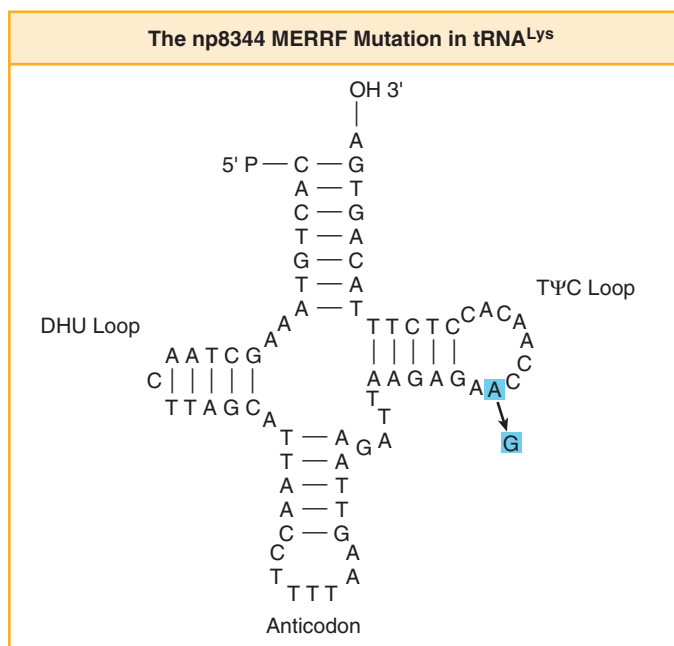 The np8344 MERRF Mutation in tRNALys
OH 3'
A
5' P C G
A T
C G
T A
G C
T A
A T
TΨC Loop
DHU Loop
A A T T C T C C A C A A C C
A A T C G A
C
T T A G C A
A A G A G A A
T T A G A
G
T A
T A
A T
A T
C G
C A
T A
T T T
Anticodon